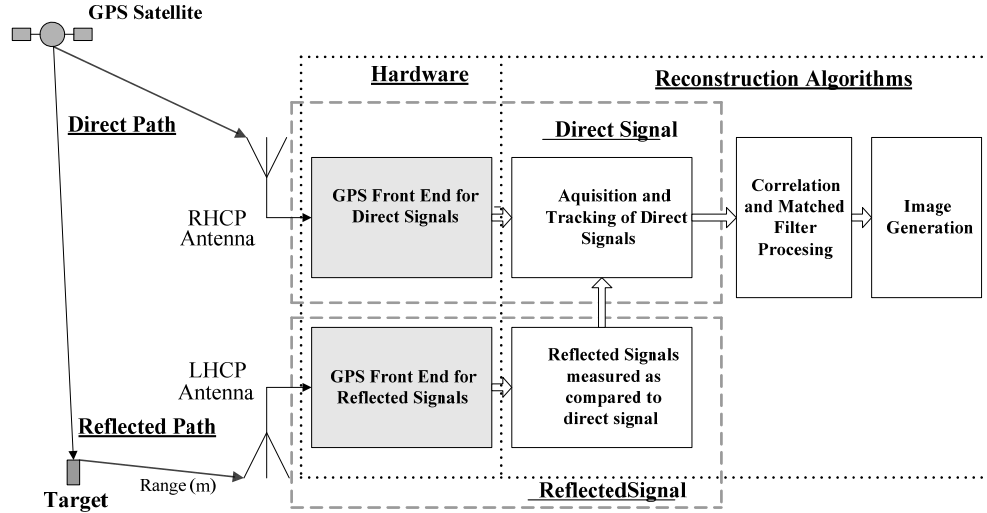 GPS Satellite
Hardware
Reconstruction Algorithms
Direct Path
Direct Signal
GPS Front End for
Direct Signals
Aquisition and
Tracking of Direct
Signals
Correlation
and Matched
Filter
Procesing
Image
Generation
RHCP
Antenna
LHCP
Antenna
GPS Front End for
Reflected Signals
Reflected Signals
measured as
compared to
direct signal
Reflected Path
Range (m)
Target
ReflectedSignal